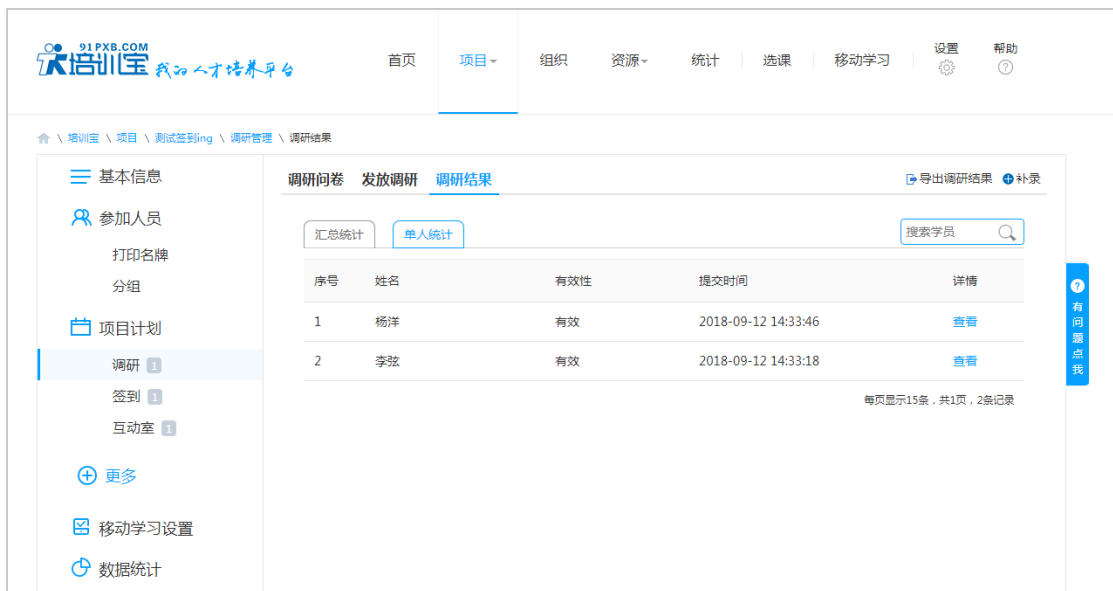 91PXB.COM
培训宝 我的人才培养平台
首页 项目 组织 资源 统计 选课 移动学习 设置 帮助
\ 培训宝 \ 项目 \ 测试签到ing \ 调研管理 \ 调研结果
基本信息
参加人员
打印名牌
分组
项目计划
调研 1
签到 1
互动室 1
更多
移动学习设置
数据统计
调研问卷 发放调研 调研结果 导出调研结果 补录
汇总统计 单人统计 搜索学员
序号 姓名 有效性 提交时间 详情
1 杨洋 有效 2018-09-12 14:33:46 查看
2 李弦 有效 2018-09-12 14:33:18 查看
每页显示15条，共1页，2条记录
有问题点我